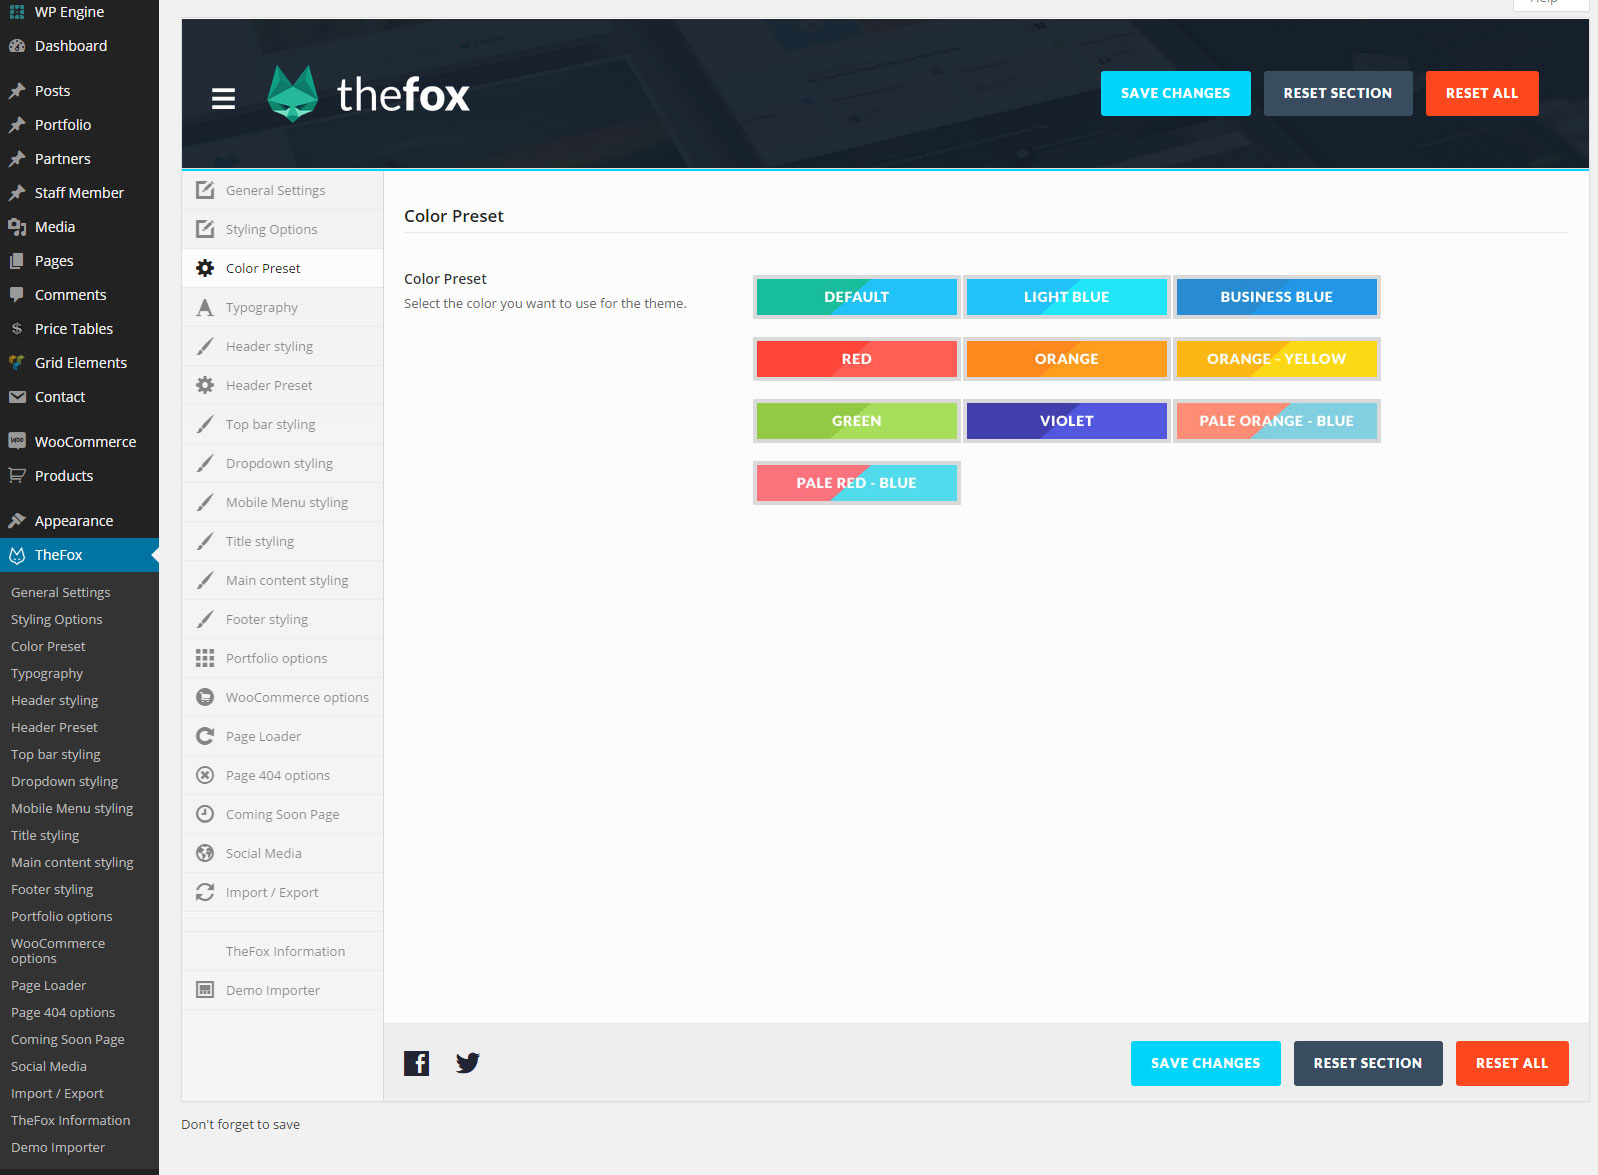 WP Engine
Dashboard
Posts
Portfolio
Partners
Staff Member
Media
Pages
Comments
Price Tables
Grid Elements
Contact
WooCommerce
Products
Appearance
TheFox
General Settings
Styling Options
Color Preset
Typography
Header styling
Header Preset
Top bar styling
Dropdown styling
Mobile Menu styling
Title styling
Main content styling
Footer styling
Portfolio options
WooCommerce
options
Page Loader
Page 404 options
Coming Soon Page
Social Media
Import / Export
TheFox Information
Demo Importer
Help
thefox
SAVE CHANGES
RESET SECTION
RESET ALL
General Settings
Styling Options
Color Preset
Typography
Header styling
Header Preset
Top bar styling
Dropdown styling
Mobile Menu styling
Title styling
Main content styling
Footer styling
Portfolio options
WooCommerce options
Page Loader
Page 404 options
Coming Soon Page
Social Media
Import / Export
TheFox Information
Demo Importer
Color Preset
Color Preset
Select the color you want to use for the theme.
DEFAULT
LIGHT BLUE
BUSINESS BLUE
RED
ORANGE
ORANGE - YELLOW
GREEN
VIOLET
PALE ORANGE - BLUE
PALE RED - BLUE
SAVE CHANGES
RESET SECTION
RESET ALL
Don't forget to save